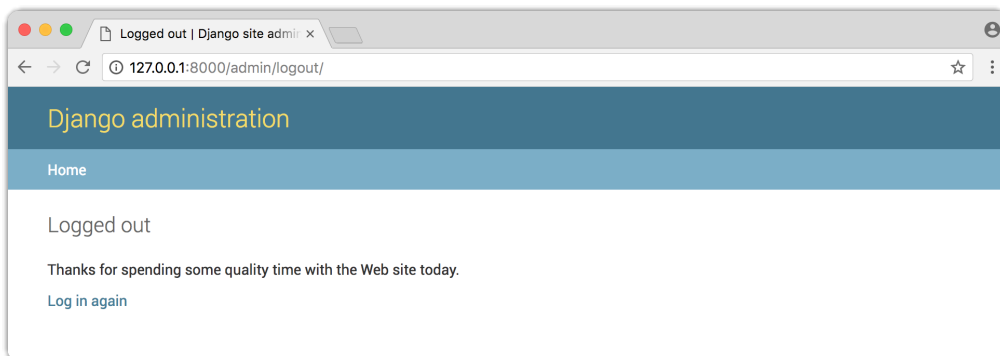 Logged out | Django site admin
127.0.0.1:8000/admin/logout/
Django administration
Home
Logged out
Thanks for spending some quality time with the Web site today.
Log in again